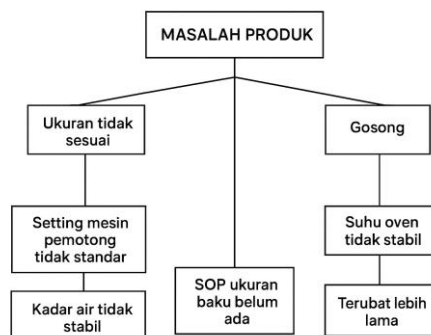 MASALAH PRODUK
Ukuran tidak
sesuai
Gosong
Setting mesin
pemotong
tidak standar
Suhu oven
tidak stabil
SOP ukuran
baku belum
ada
Kadar air tidak
stabil
Terubat lebih
lama